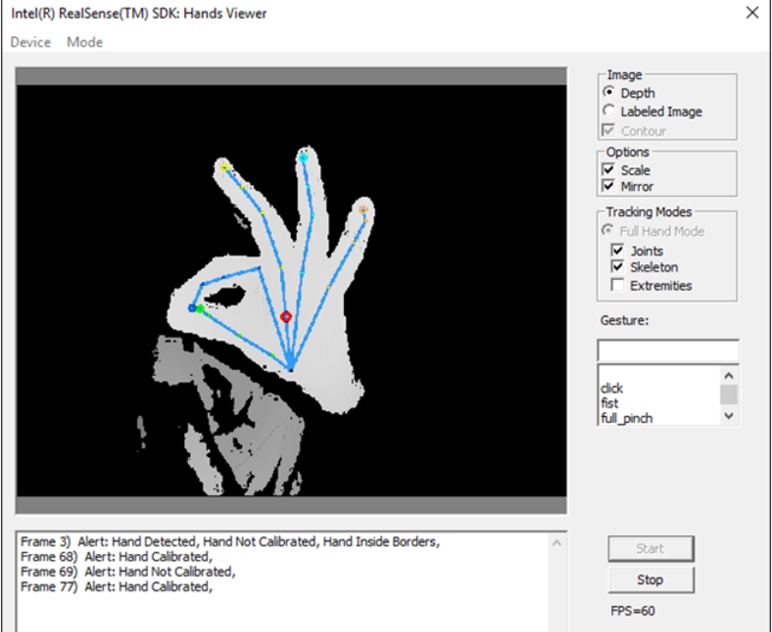 Intel(R) RealSense(TM) SDK: Hands Viewer
Device Mode
Image
Depth
Labeled Image
Contour
Options
Scale
Mirror
Tracking Modes
Full Hand Mode
Joints
Skeleton
Extremities
Gesture:
click
fist
full_pinch
Frame 3) Alert: Hand Detected, Hand Not Calibrated, Hand Inside Borders,
Frame 68) Alert: Hand Calibrated,
Frame 69) Alert: Hand Not Calibrated,
Frame 77) Alert: Hand Calibrated,
Start
Stop
FPS=60